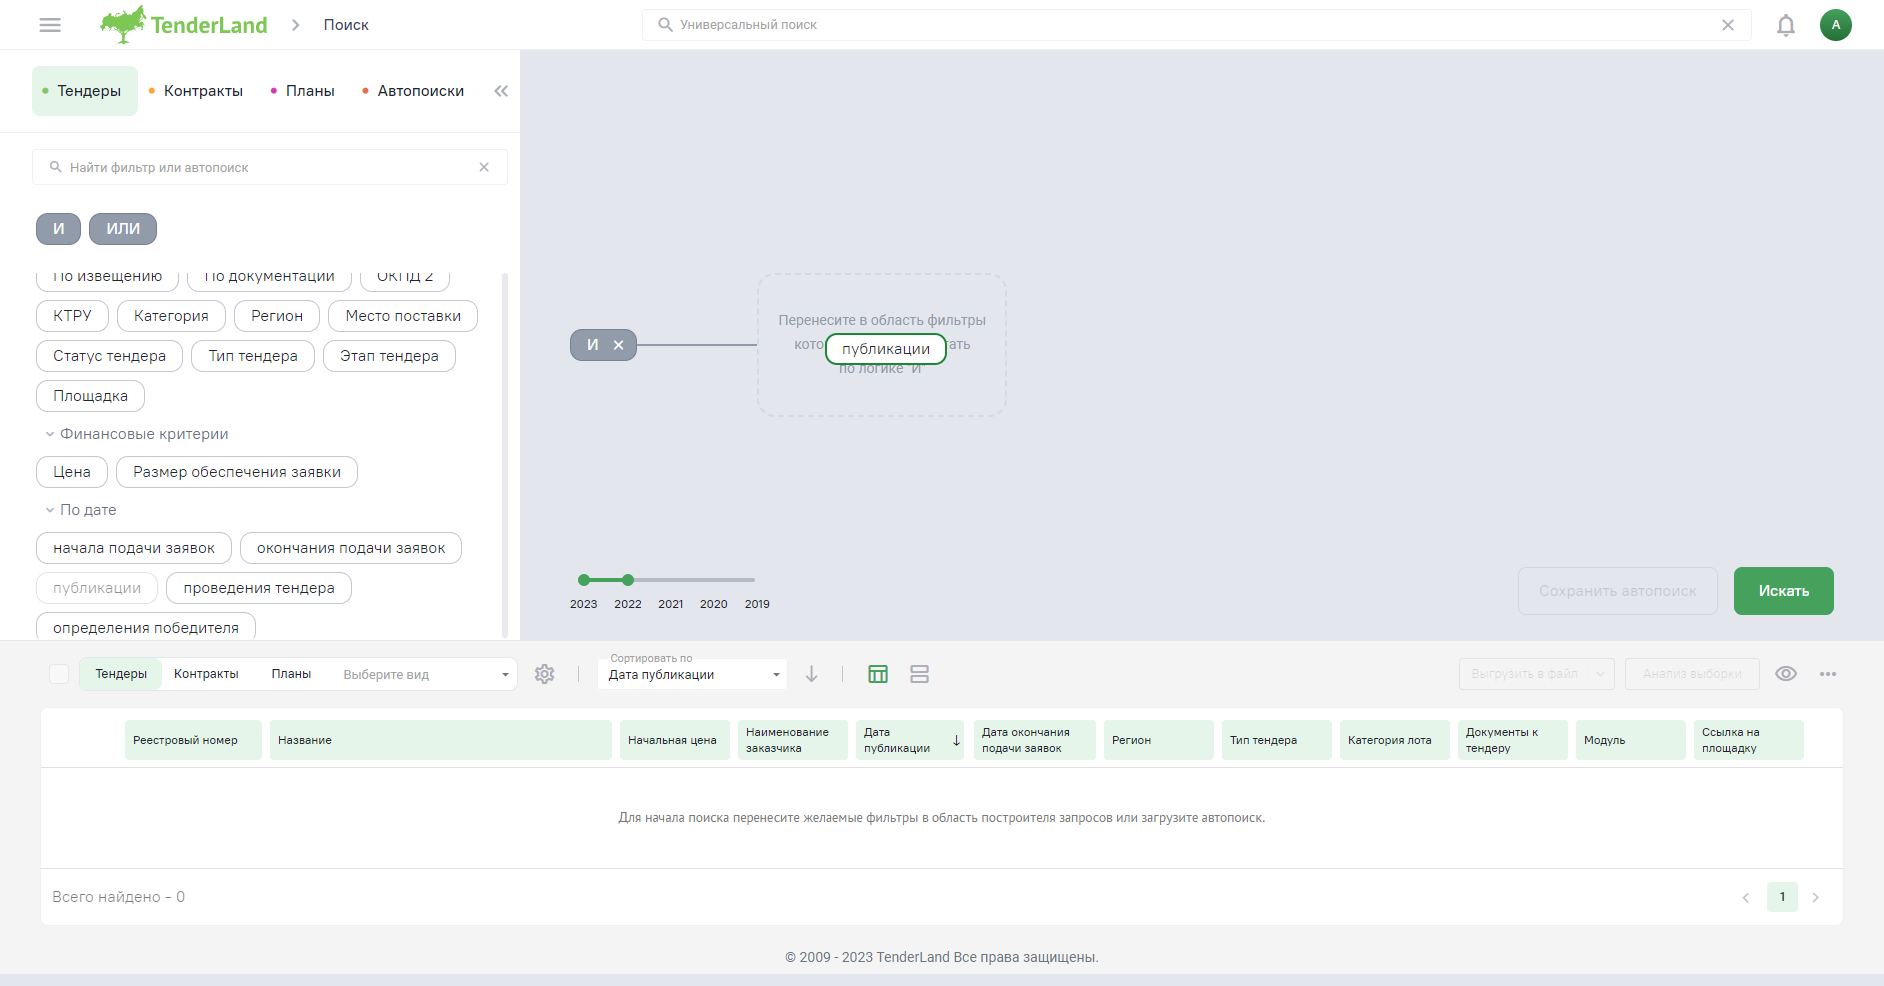 TenderLand
Поиск
Универсальный поиск
А
Тендеры
Контракты
Планы
Автопоиски
Найти фильтр или автопоиск
И
ИЛИ
По извещению
По документации
ОКПД 2
КТРУ
Категория
Регион
Место поставки
Статус тендера
Тип тендера
Этап тендера
Площадка
Финансовые критерии
Цена
Размер обеспечения заявки
По дате
начала подачи заявок
окончания подачи заявок
публикации
проведения тендера
определения победителя
И
Перенесите в область фильтры
кото
публикации
тать
по логике "И"
2023
2022
2021
2020
2019
Сохранить автопоиск
Искать
Тендеры
Контракты
Планы
Выберите вид
Сортировать по
Дата публикации
Выгрузить в файл
Анализ выборки
Реестровый номер
Название
Начальная цена
Наименование
заказчика
Дата
публикации
Дата окончания
подачи заявок
Регион
Тип тендера
Категория лота
Документы к
тендеру
Модуль
Ссылка на
площадку
Для начала поиска перенесите желаемые фильтры в область построителя запросов или загрузите автопоиск.
Всего найдено - 0
1
© 2009 - 2023 TenderLand Все права защищены.